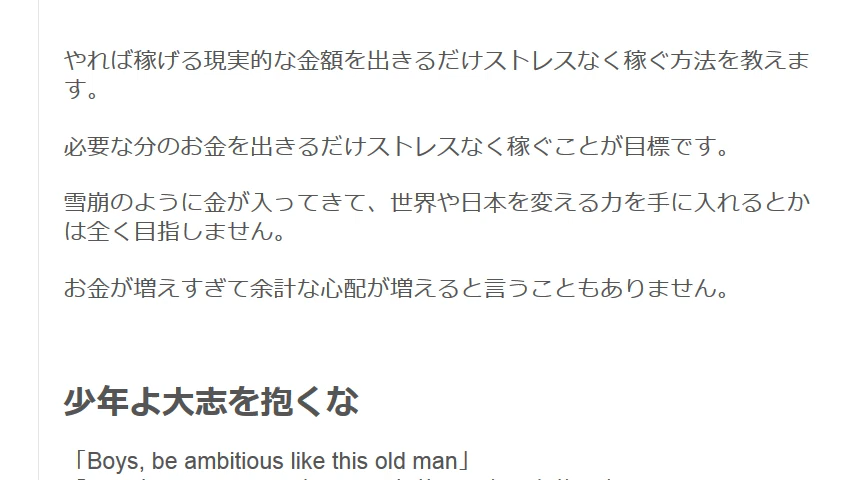 やれば稼げる現実的な金額を出きるだけストレスなく稼ぐ方法を教えま
す。
必要な分のお金を出きるだけストレスなく稼ぐことが目標です。
雪崩のように金が入ってきて、世界や日本を変える力を手に入れるとか
は全く目指しません。
お金が増えすぎて余計な心配が増えると言うこともありません。
少年よ大志を抱くな
「Boys, be ambitious like this old man」